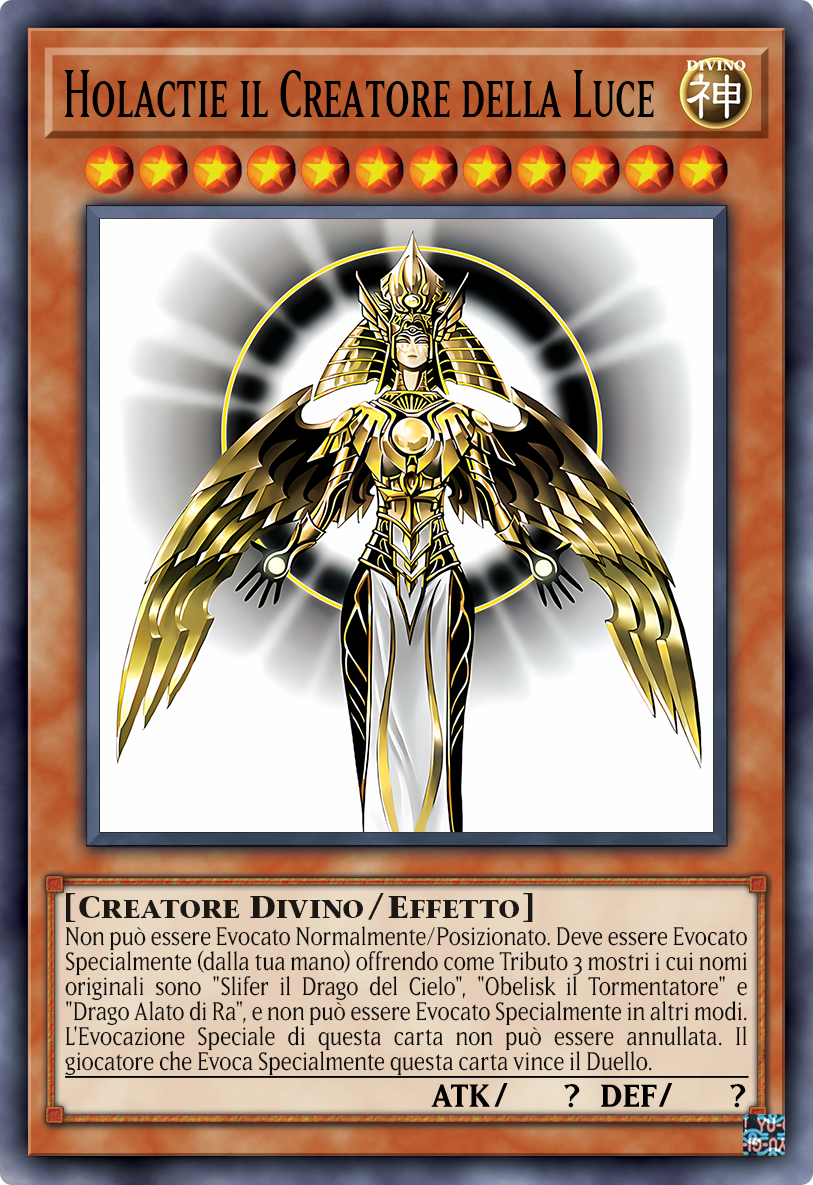 Holactie il Creatore della Luce
DIVINO
神
[Creatore Divino/Effetto]
Non può essere Evocato Normalmente/Posizionato. Deve essere Evocato
Specialmente (dalla tua mano) offrendo come Tributo 3 mostri i cui nomi
originali sono "Slifer il Drago del Cielo", "Obelisk il Tormentatore" e
"Drago Alato di Ra", e non può essere Evocato Specialmente in altri modi.
L'Evocazione Speciale di questa carta non può essere annullata. Il
giocatore che Evoca Specialmente questa carta vince il Duello.
ATK/ ? DEF/ ?